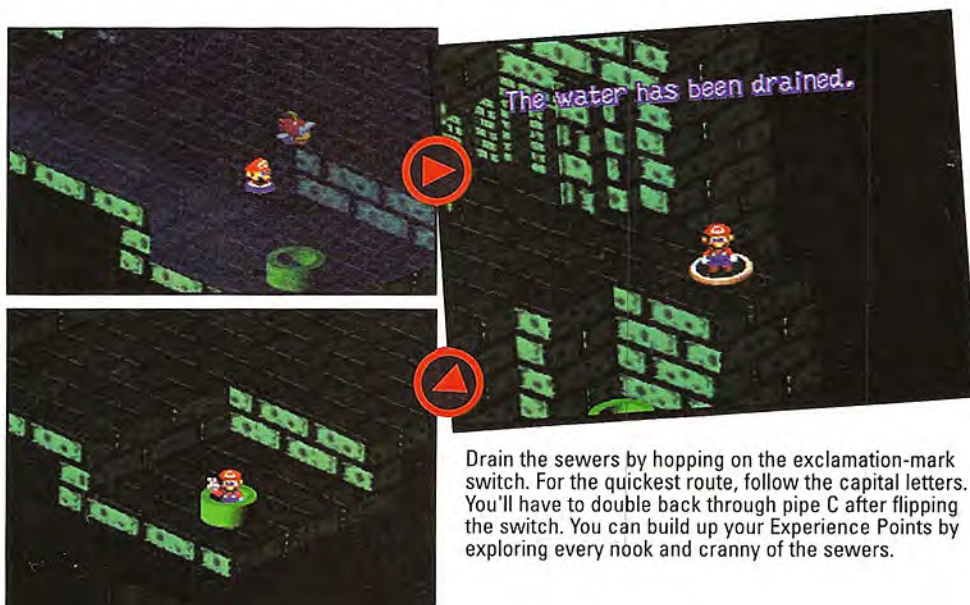 The water has been drained.
Drain the sewers by hopping on the exclamation-mark
switch. For the quickest route, follow the capital letters.
You'll have to double back through pipe C after flipping
the switch. You can build up your Experience Points by
exploring every nook and cranny of the sewers.